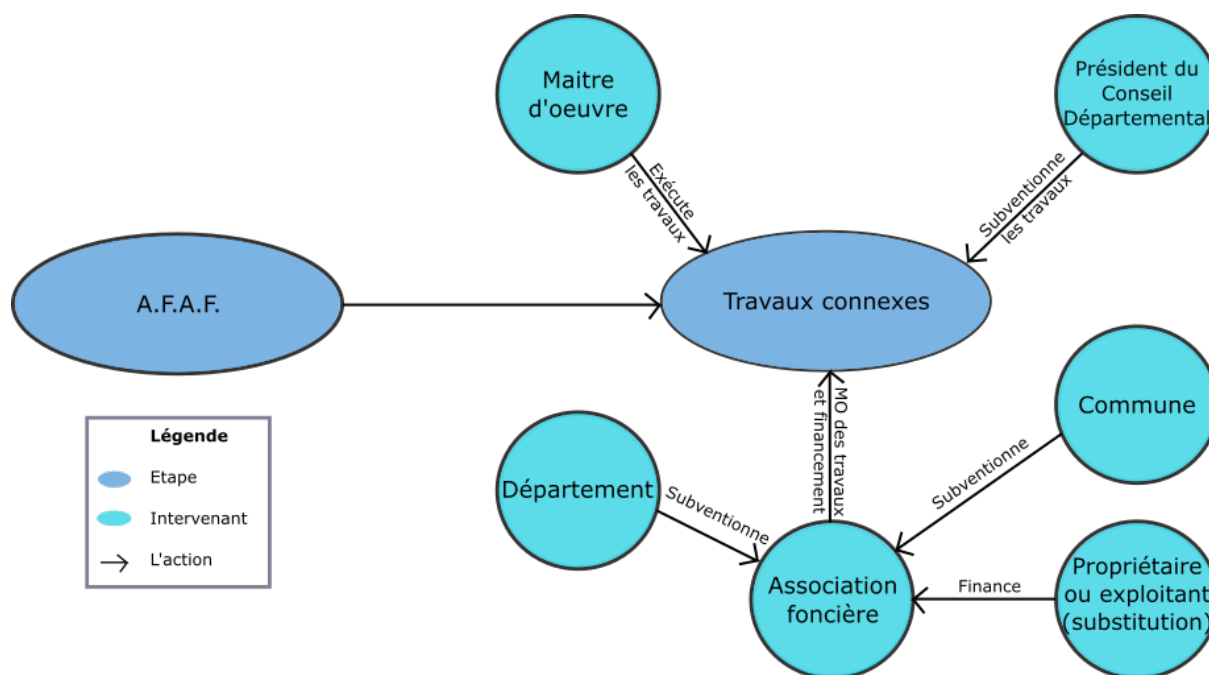 Maitre
d'oeuvre
Président du
Conseil
Départemental
Exécute
les travaux
Subventionne
les travaux
A.F.A.F.
Travaux connexes
MO des travaux
et financement
Légende
Etape
Intervenant
L'action
Département
Subventionne
Commune
Subventionne
Association
foncière
Finance
Propriétaire
ou exploitant
(substitution)